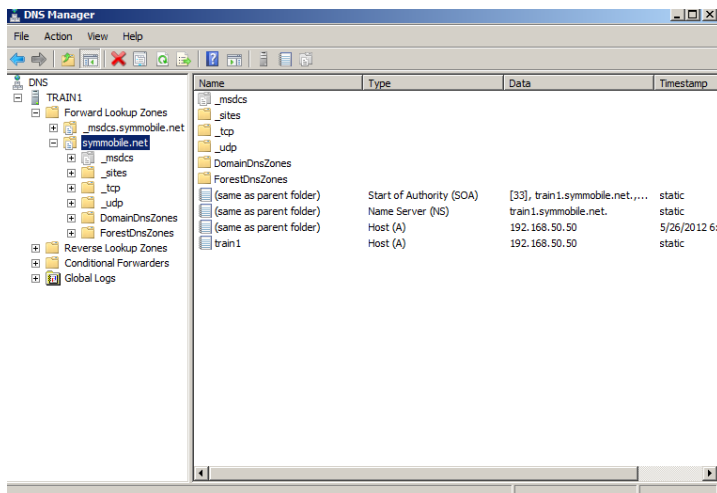 DNS Manager
File Action View Help
DNS
TRAIN1
Forward Lookup Zones
_msdcs.symmobile.net
symmobile.net
_msdcs
_sites
_tcp
_udp
DomainDnsZones
ForestDnsZones
Reverse Lookup Zones
Conditional Forwarders
Global Logs
Name Type Data Timestamp
_msdcs
_sites
_tcp
_udp
DomainDnsZones
ForestDnsZones
(same as parent folder) Start of Authority (SOA) [33], train1.symmobile.net.,... static
(same as parent folder) Name Server (NS) train1.symmobile.net. static
(same as parent folder) Host (A) 192.168.50.50 5/26/2012 6:
train1 Host (A) 192.168.50.50 static